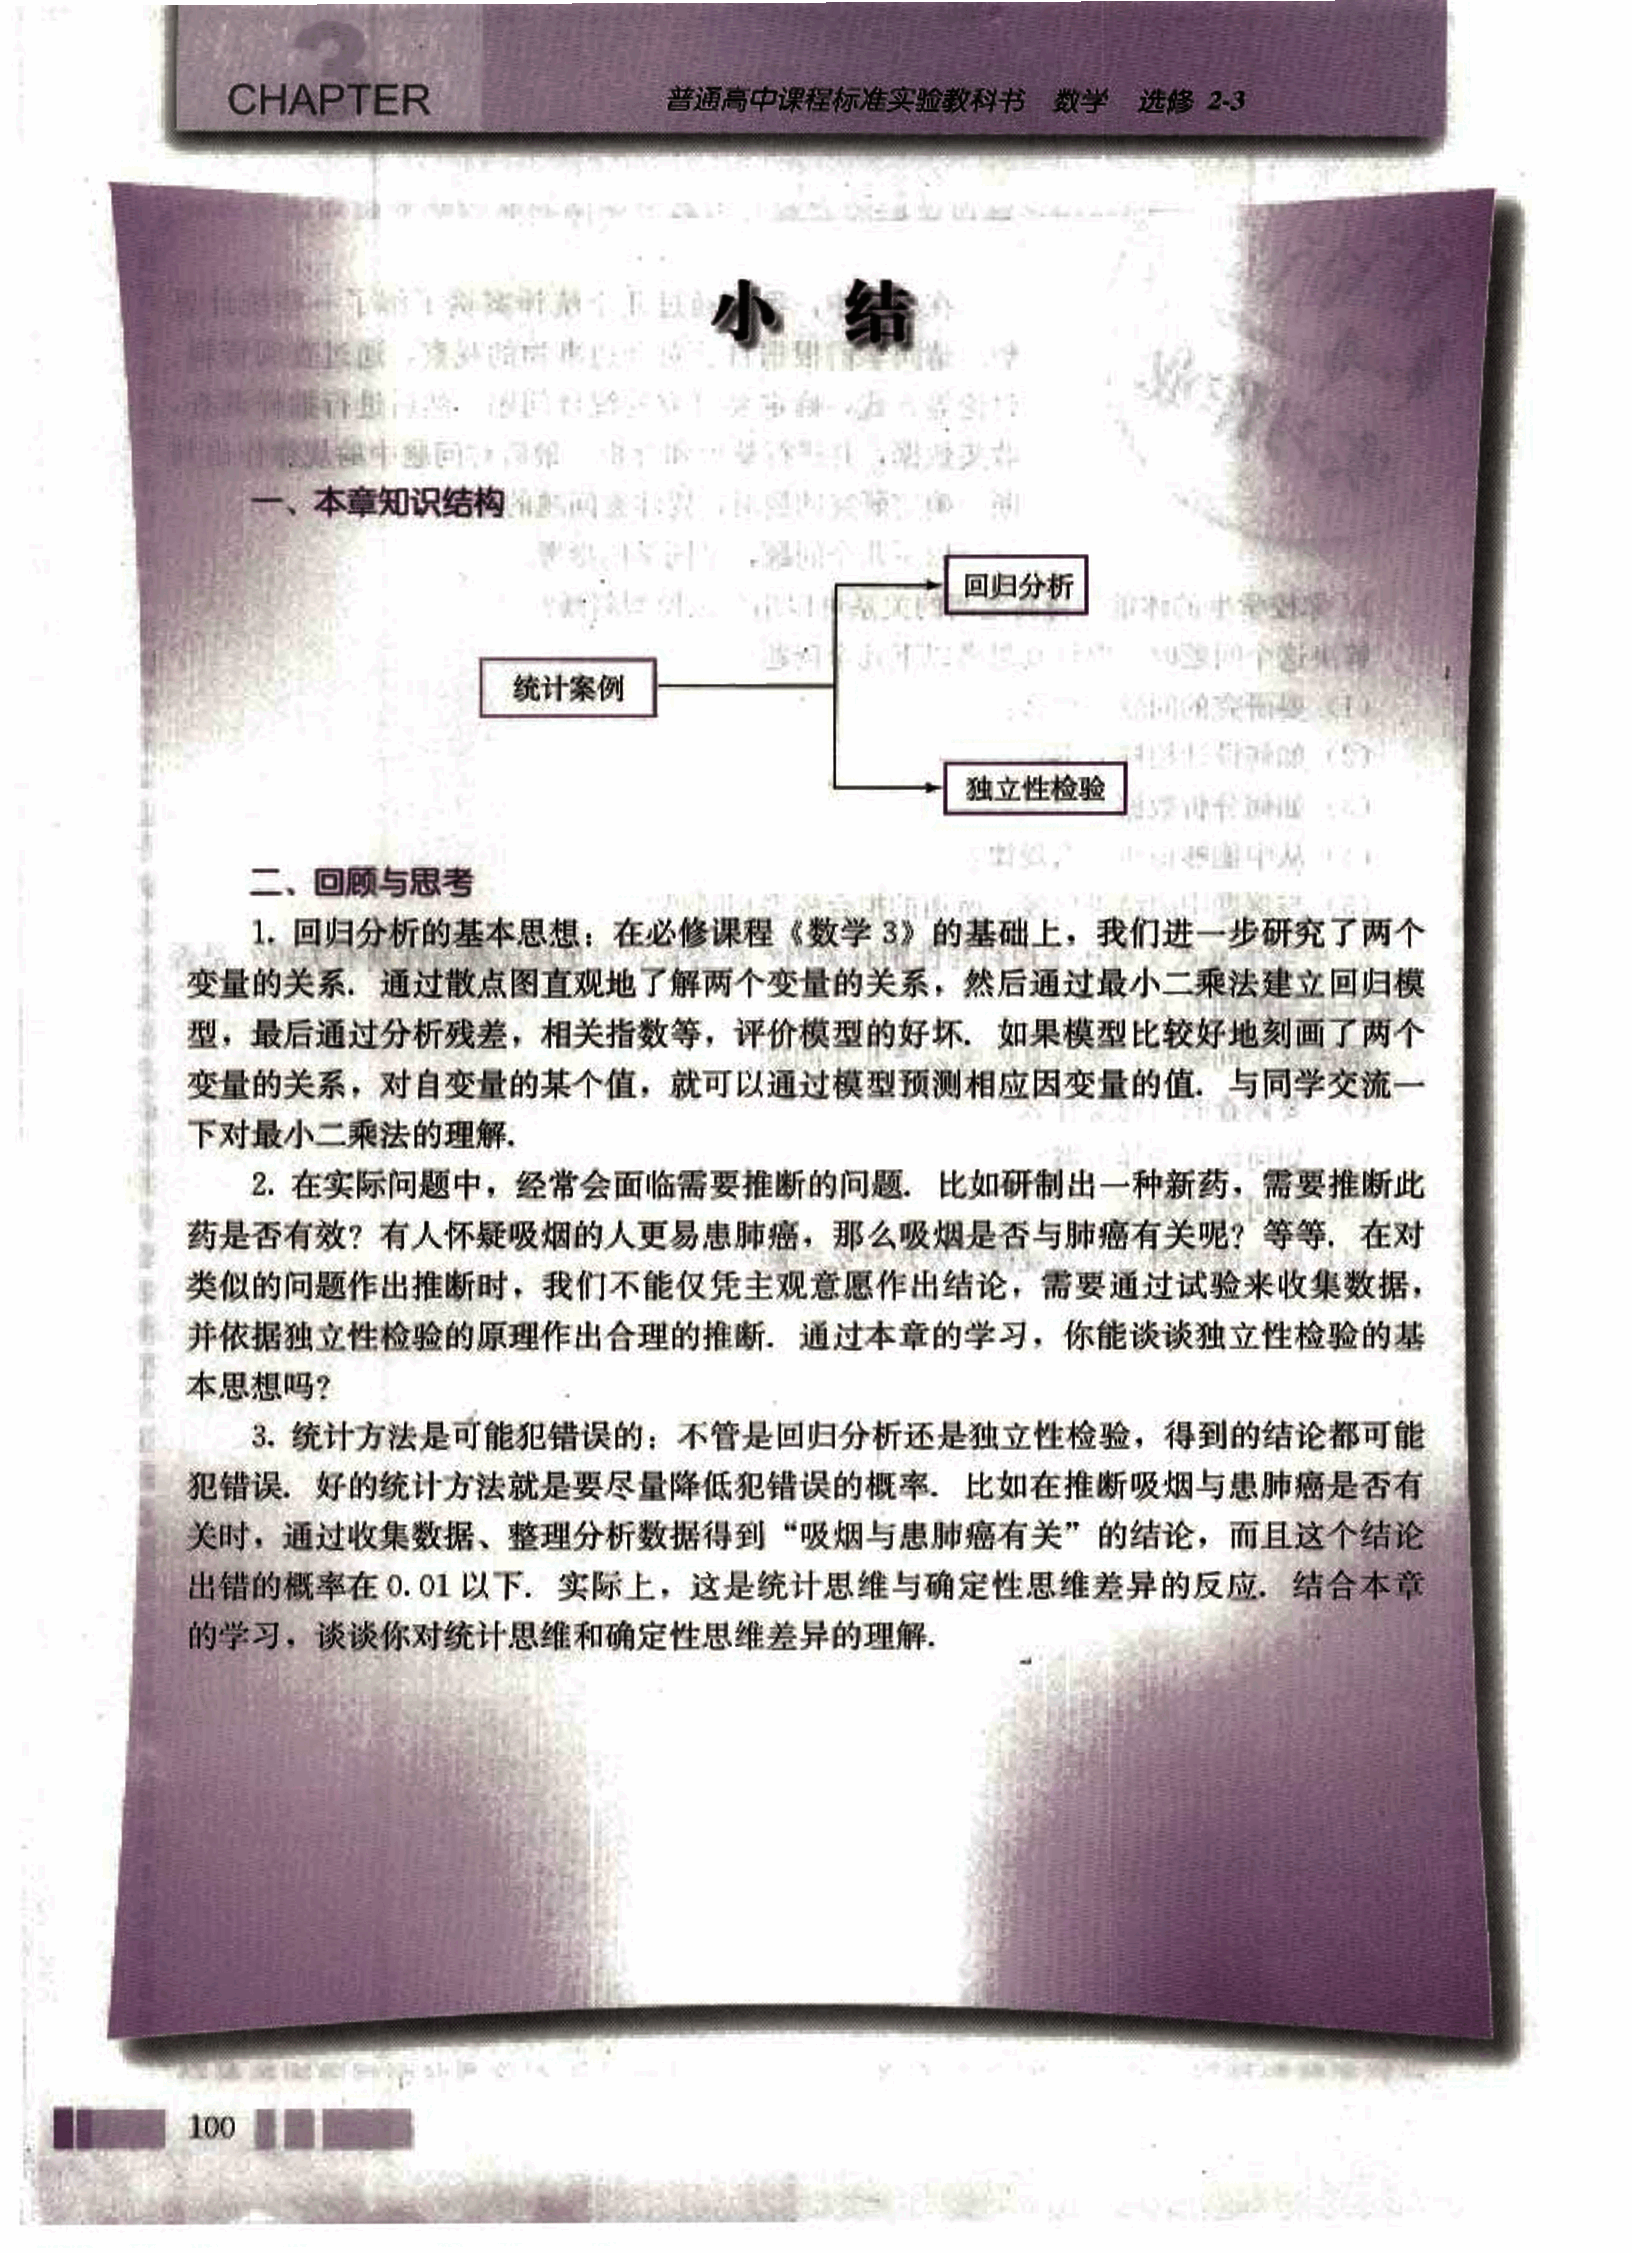 3
CHAPTER
普通高中课程标准实验教科书 数学 选修 2-3
小 结
一、本章知识结构
回归分析
统计案例
独立性检验
二、回顾与思考
1. 回归分析的基本思想：在必修课程《数学 3》的基础上，我们进一步研究了两个
变量的关系. 通过散点图直观地了解两个变量的关系，然后通过最小二乘法建立回归模
型，最后通过分析残差，相关指数等，评价模型的好坏. 如果模型比较好地刻画了两个
变量的关系，对自变量的某个值，就可以通过模型预测相应因变量的值. 与同学交流一
下对最小二乘法的理解.
2. 在实际问题中，经常会面临需要推断的问题. 比如研制出一种新药，需要推断此
药是否有效？有人怀疑吸烟的人更易患肺癌，那么吸烟是否与肺癌有关呢？等等. 在对
类似的问题作出推断时，我们不能仅凭主观意愿作出结论，需要通过试验来收集数据，
并依据独立性检验的原理作出合理的推断. 通过本章的学习，你能谈谈独立性检验的基
本思想吗？
3. 统计方法是可能犯错误的：不管是回归分析还是独立性检验，得到的结论都可能
犯错误. 好的统计方法就是要尽量降低犯错误的概率. 比如在推断吸烟与患肺癌是否有
关时，通过收集数据、整理分析数据得到“吸烟与患肺癌有关”的结论，而且这个结论
出错的概率在 0.01 以下. 实际上，这是统计思维与确定性思维差异的反应. 结合本章
的学习，谈谈你对统计思维和确定性思维差异的理解.
100